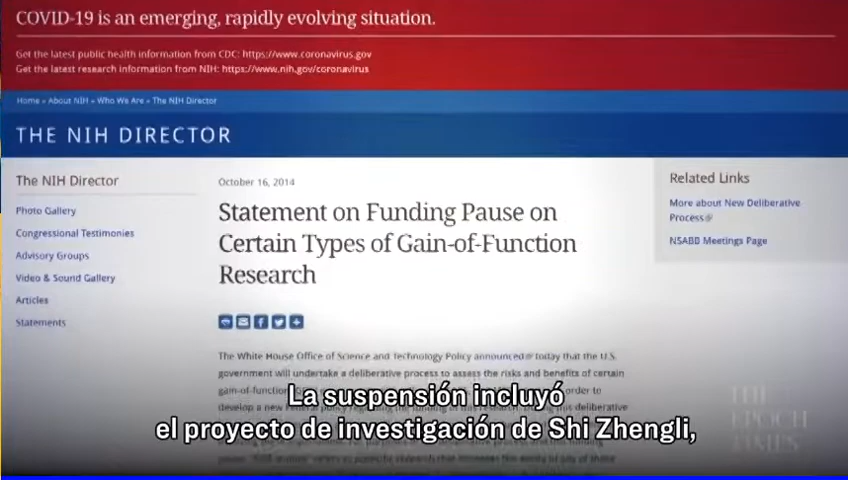 COVID-19 is an emerging, rapidly evolving situation.
Get the latest public health information from CDC: https://www.coronavirus.gov
Get the latest research information from NIH: https://www.nih.gov/coronavirus
Home » About NIH » Who We Are » The NIH Director
THE NIH DIRECTOR
The NIH Director
Photo Gallery
Congressional Testimonies
Advisory Groups
Video & Sound Gallery
Articles
Statements
October 16, 2014
Statement on Funding Pause on
Certain Types of Gain-of-Function
Research
The White House Office of Science and Technology Policy announced today that the U.S.
government will undertake a deliberative process to assess the risks and benefits of certain
gain-of-function order to
develop a new deliberative
Related Links
More about New Deliberative
Process
NSABB Meetings Page
La suspensión incluyó
el proyecto de investigación de Shi Zhengli,
THE
EPOCH
TIMES